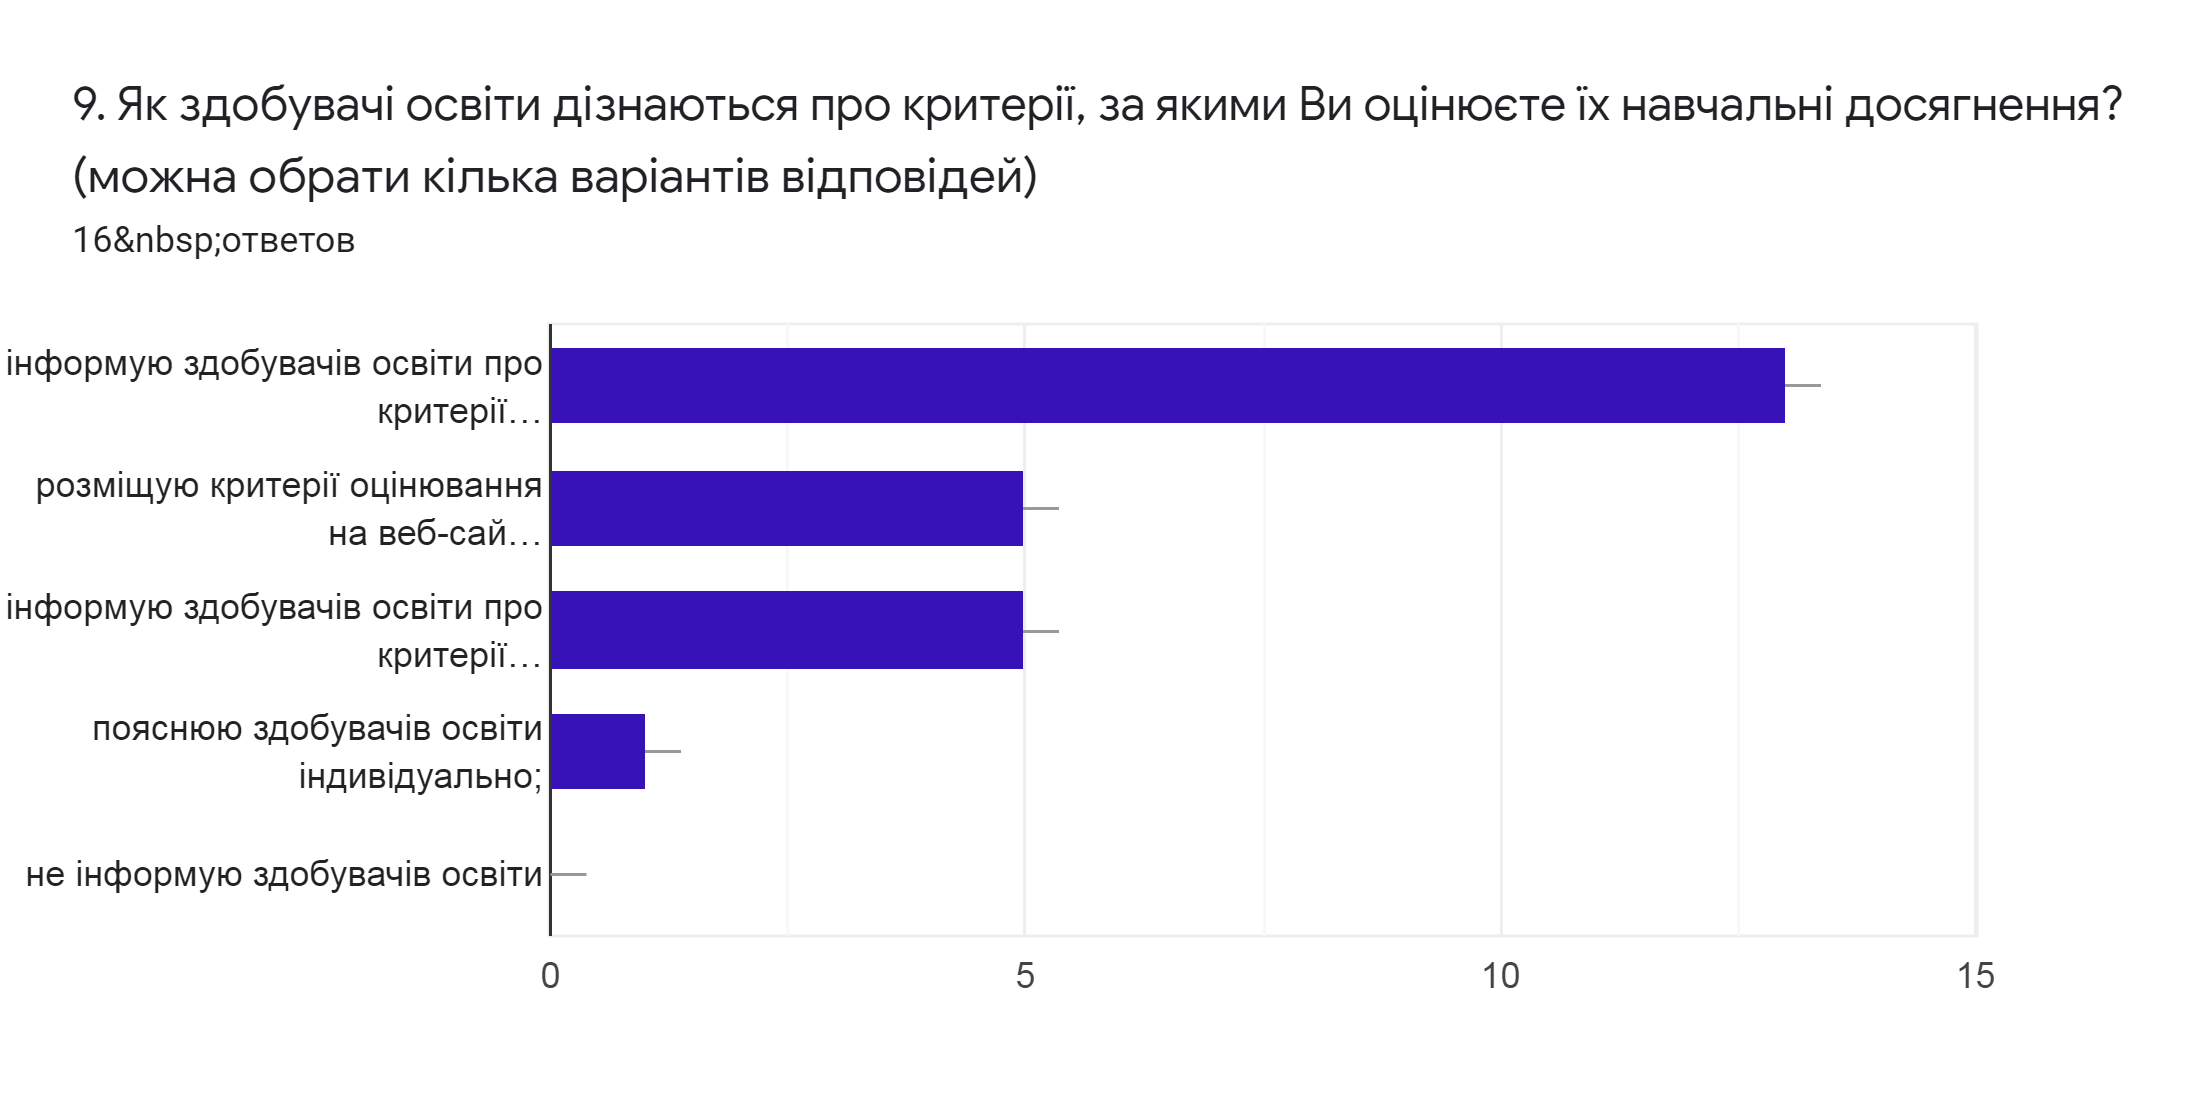 9. Як здобувачі освіти дізнаються про критерії, за якими Ви оцінюєте їх навчальні досягнення?
(можна обрати кілька варіантів відповідей)
16&nbsp;ответов
інформую здобувачів освіти про
критерії…
розміщую критерії оцінювання
на веб-сай…
інформую здобувачів освіти про
критерії…
пояснюю здобувачів освіти
індивідуально;
не інформую здобувачів освіти
0 5 10 15